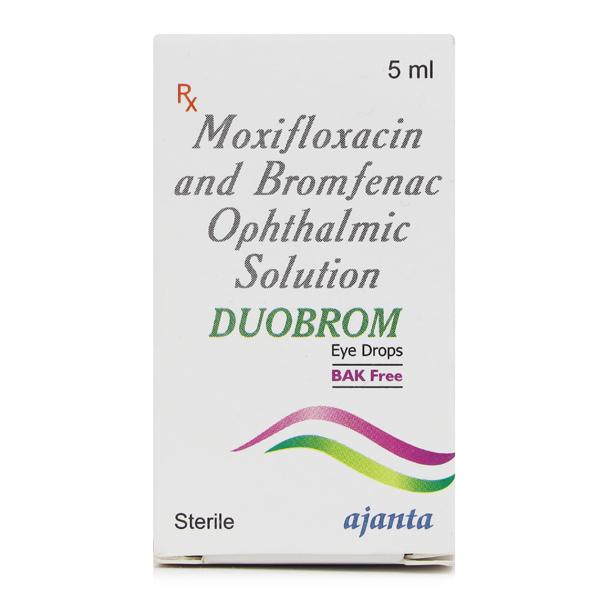 5 ml
Rx
Moxifloxacin
and Bromfenac
Ophthalmic
Solution
DUOBROM
Eye Drops
BAK Free
Sterile
ajanta